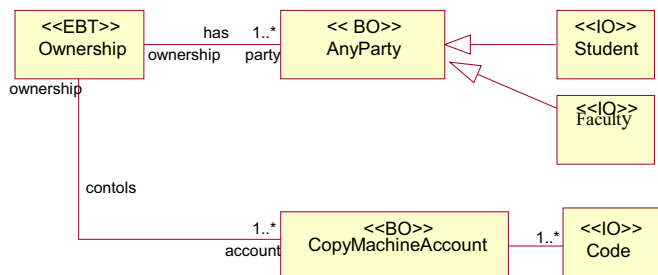 <<EBT>>
Ownership
has
1..*
ownership
party
<< BO>>
AnyParty
<<IO>>
Student
<<IO>>
Faculty
ownership
contols
1..*
account
<<BO>>
CopyMachineAccount
1..*
<<IO>>
Code